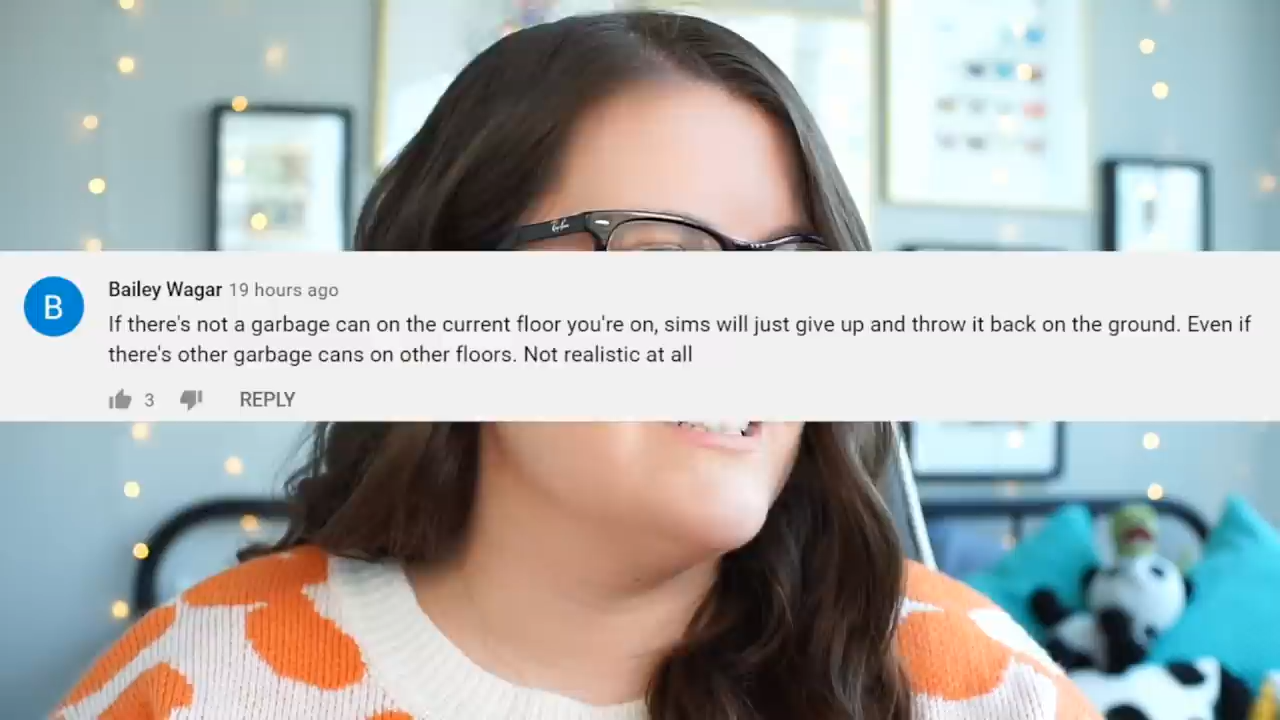 Ray-Ban
B
Bailey Wagar 19 hours ago
If there's not a garbage can on the current floor you're on, sims will just give up and throw it back on the ground. Even if
there's other garbage cans on other floors. Not realistic at all
3 REPLY